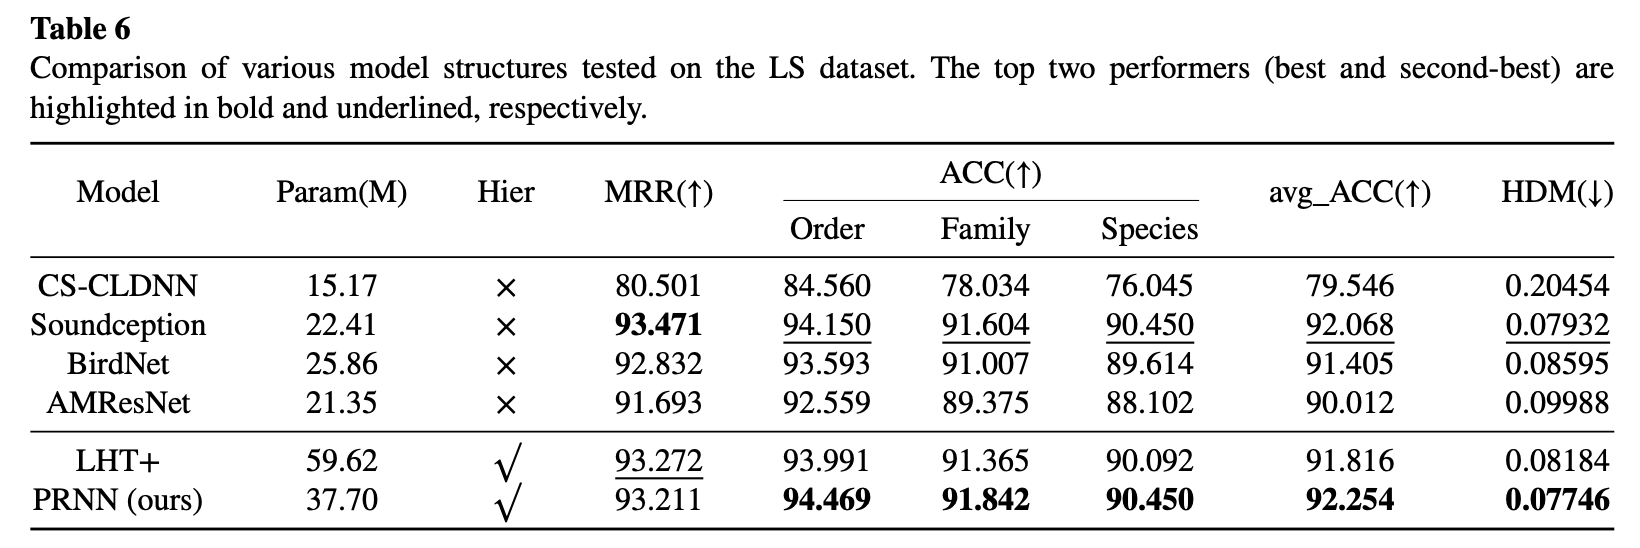 Table 6
Comparison of various model structures tested on the LS dataset. The top two performers (best and second-best) are
highlighted in bold and underlined, respectively.
Model Param(M) Hier MRR(↑) ACC(↑) avg_ACC(↑) HDM(↓)
Order Family Species
CS-CLDNN 15.17 × 80.501 84.560 78.034 76.045 79.546 0.20454
Soundception 22.41 × 93.471 94.150 91.604 90.450 92.068 0.07932
BirdNet 25.86 × 92.832 93.593 91.007 89.614 91.405 0.08595
AMResNet 21.35 × 91.693 92.559 89.375 88.102 90.012 0.09988
LHT+ 59.62 √ 93.272 93.991 91.365 90.092 91.816 0.08184
PRNN (ours) 37.70 √ 93.211 94.469 91.842 90.450 92.254 0.07746